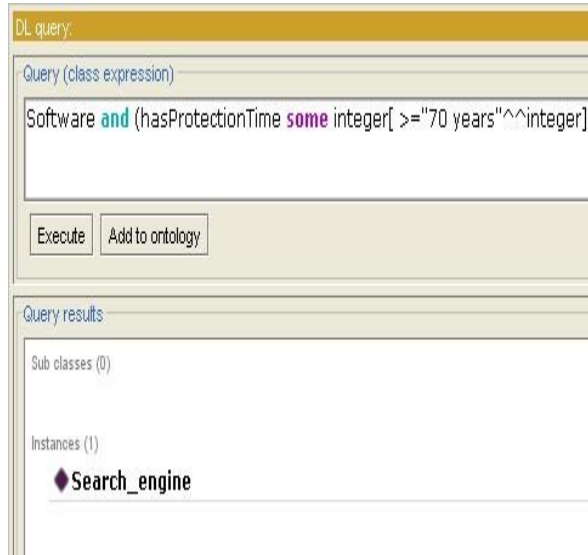 DL query:
Query (class expression)
Software and (hasProtectionTime some integer[ >="70 years"^^integer]
Execute Add to ontology
Query results
Sub classes (0)
Instances (1)
Search_engine